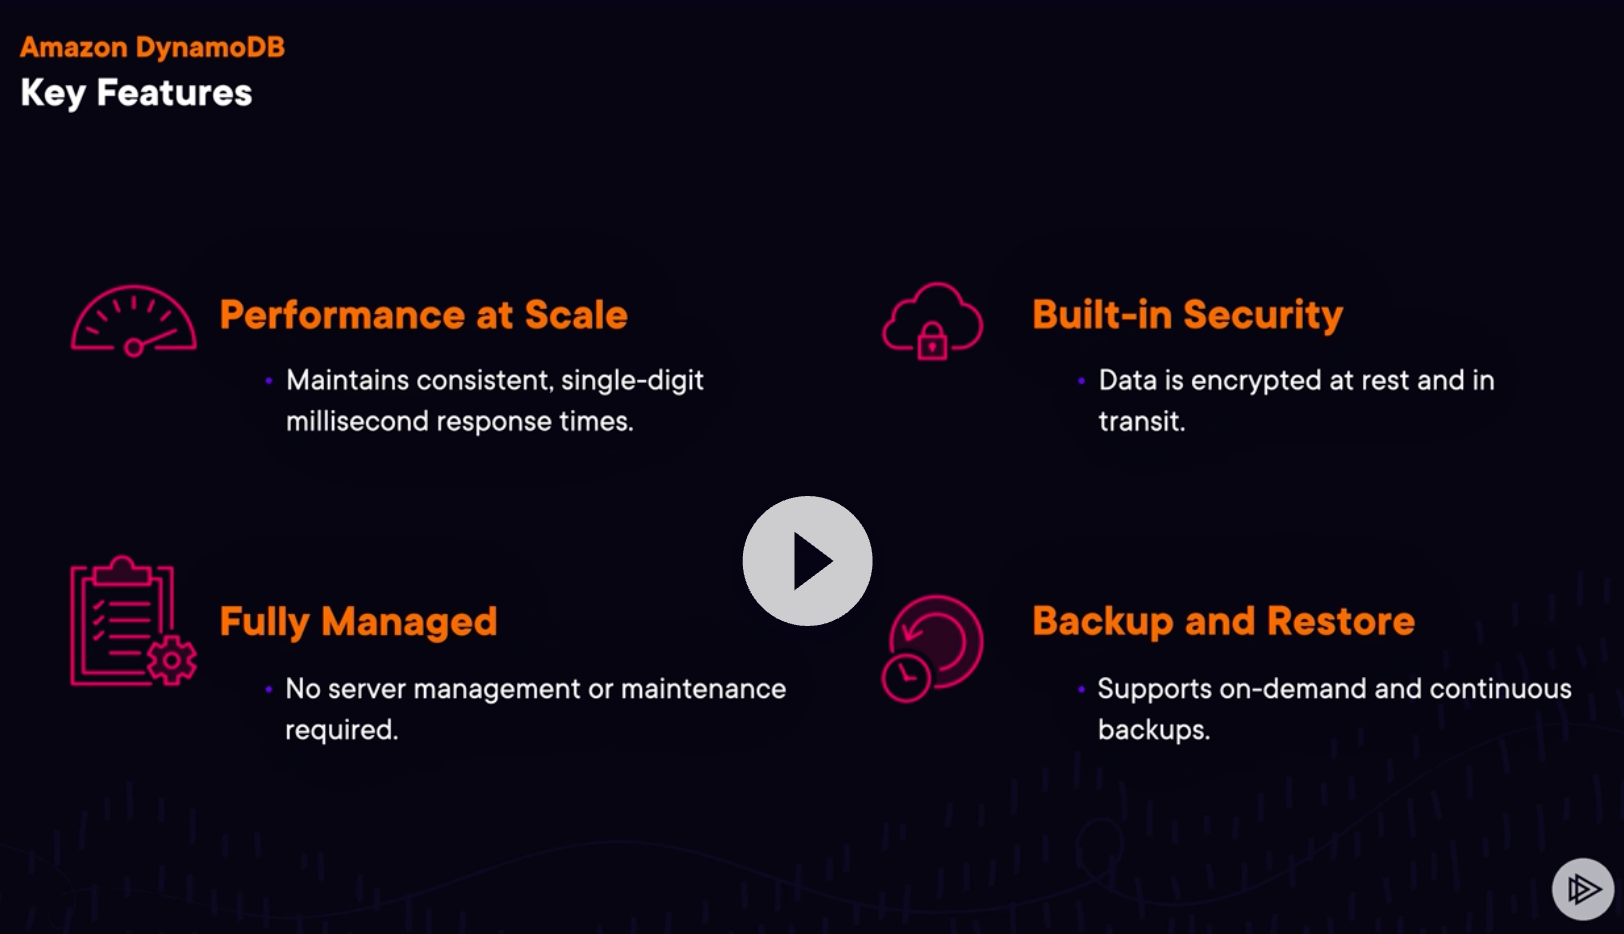 Amazon DynamoDB
Key Features
Performance at Scale
• Maintains consistent, single-digit
millisecond response times.
Built-in Security
• Data is encrypted at rest and in
transit.
Fully Managed
• No server management or maintenance
required.
Backup and Restore
• Supports on-demand and continuous
backups.